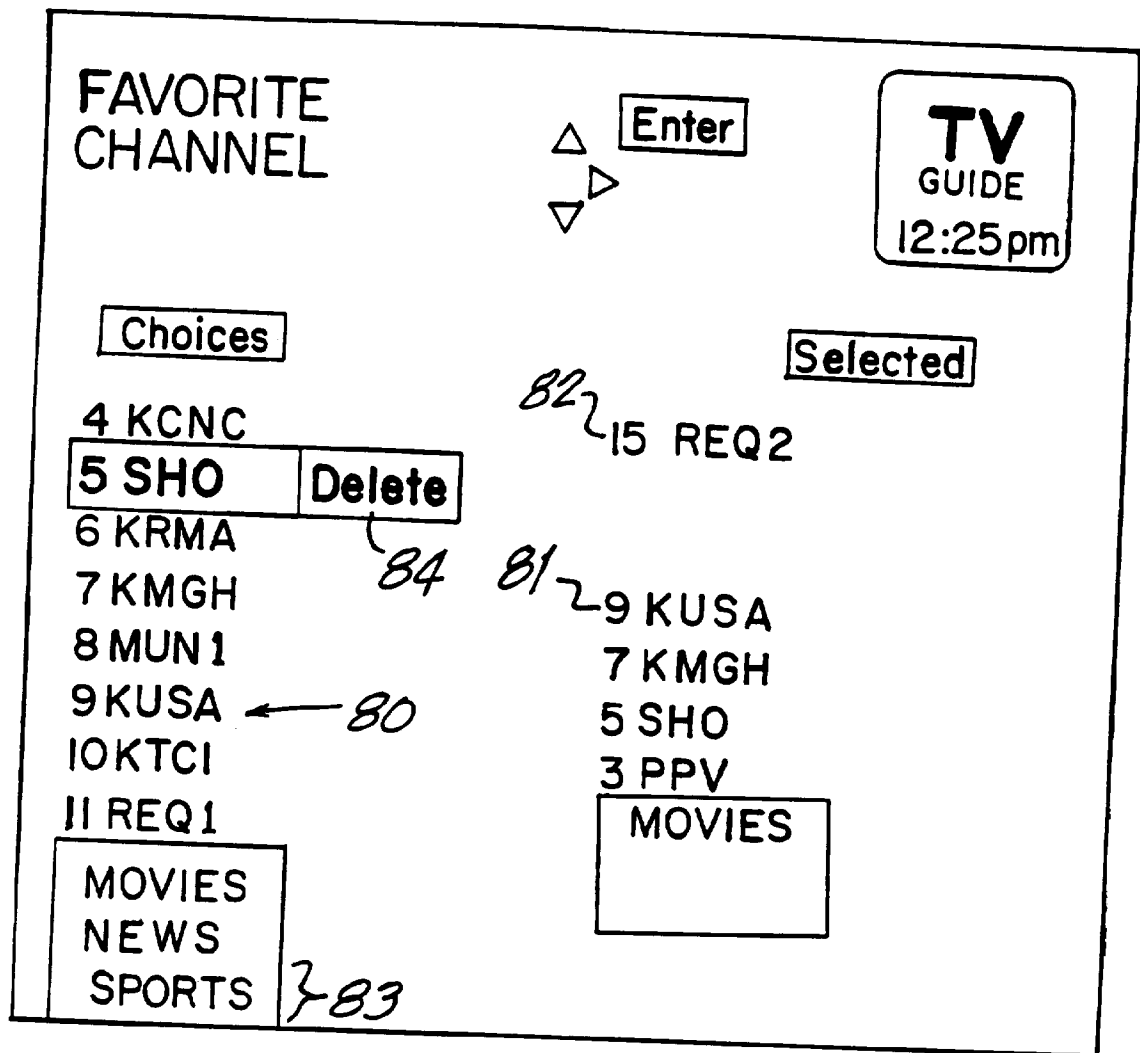 FAVORITE
CHANNEL
Enter
TV
GUIDE
12:25pm
Choices
Selected
4 KCNC
5 SHO Delete
6 KRMA
7 KMGH
8 MUN1
9 KUSA
10 KTCI
11 REQ1
MOVIES
NEWS
SPORTS
84
80
83
82
15 REQ2
81
9 KUSA
7 KMGH
5 SHO
3 PPV
MOVIES